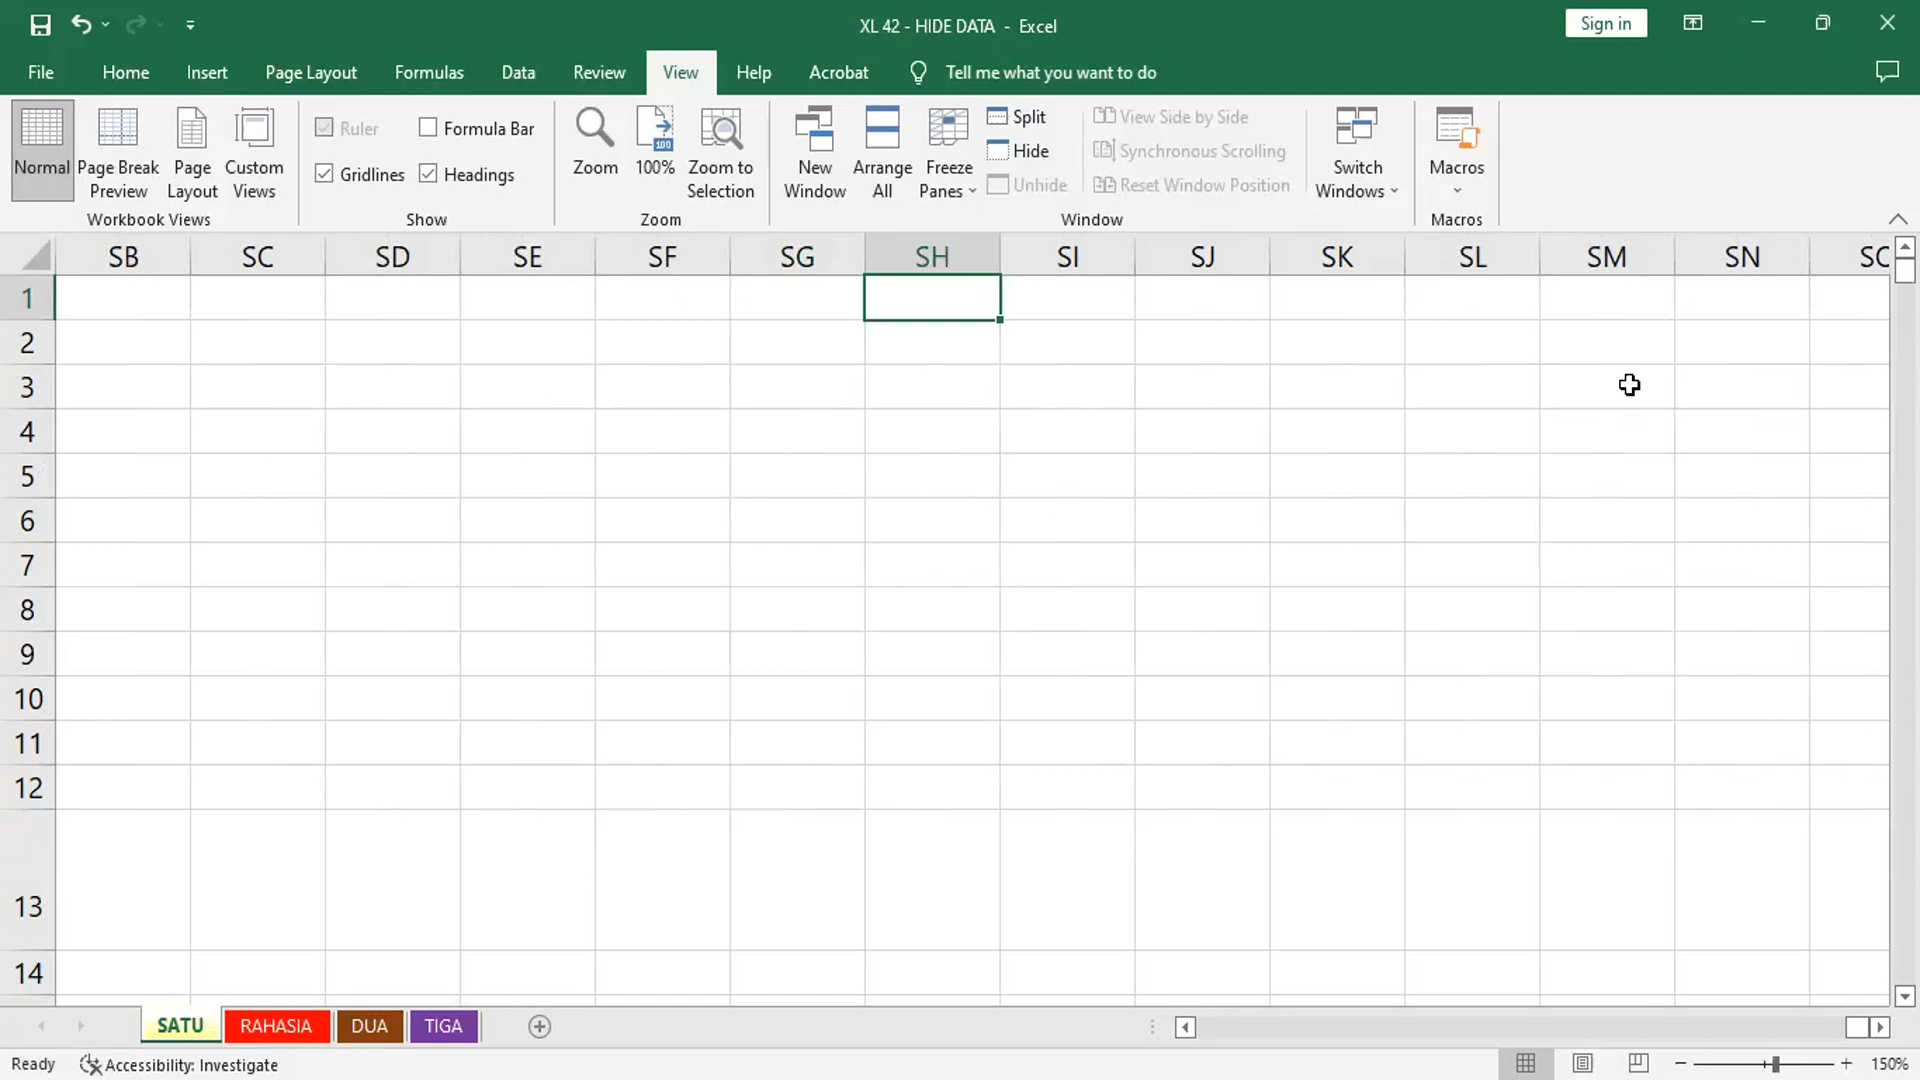 XL 42 - HIDE DATA - Excel
Sign in
File Home Insert Page Layout Formulas Data Review View Help Acrobat Tell me what you want to do
Normal
Page Break Preview
Page Layout
Custom Views
Workbook Views
Ruler
Formula Bar
Gridlines
Headings
Show
Zoom
100
100%
Zoom to Selection
Zoom
New Window
Arrange All
Freeze Panes
Split
Hide
Unhide
View Side by Side
Synchronous Scrolling
Reset Window Position
Window
Switch Windows
Macros
Macros
SB SC SD SE SF SG SH SI SJ SK SL SM SN
1
2
3
4
5
6
7
8
9
10
11
12
13
14
SATU RAHASIA DUA TIGA
Ready Accessibility: Investigate
150%